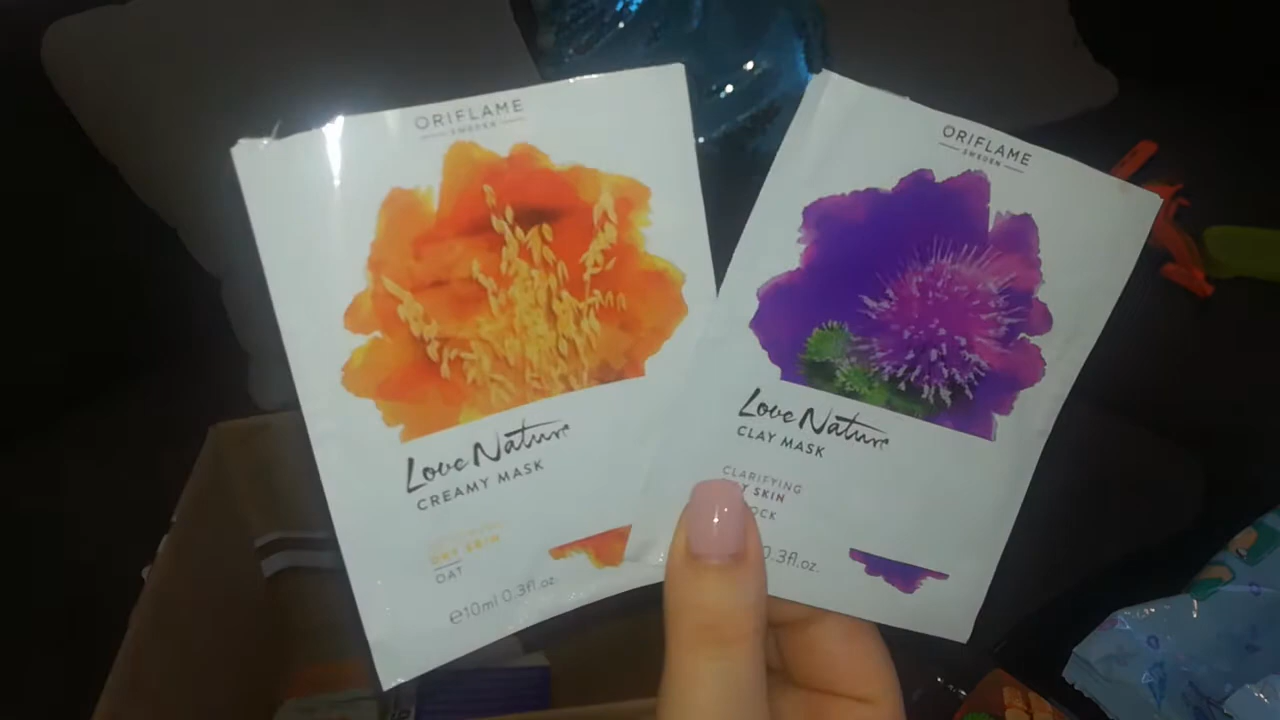 ORIFLAME
SWEDEN
Love Nature
CREAMY MASK
DRY SKIN
OAT
e10ml 0.3fl.oz.
ORIFLAME
SWEDEN
Love Nature
CLAY MASK
CLARIFYING
SKIN
0.3fl.oz.